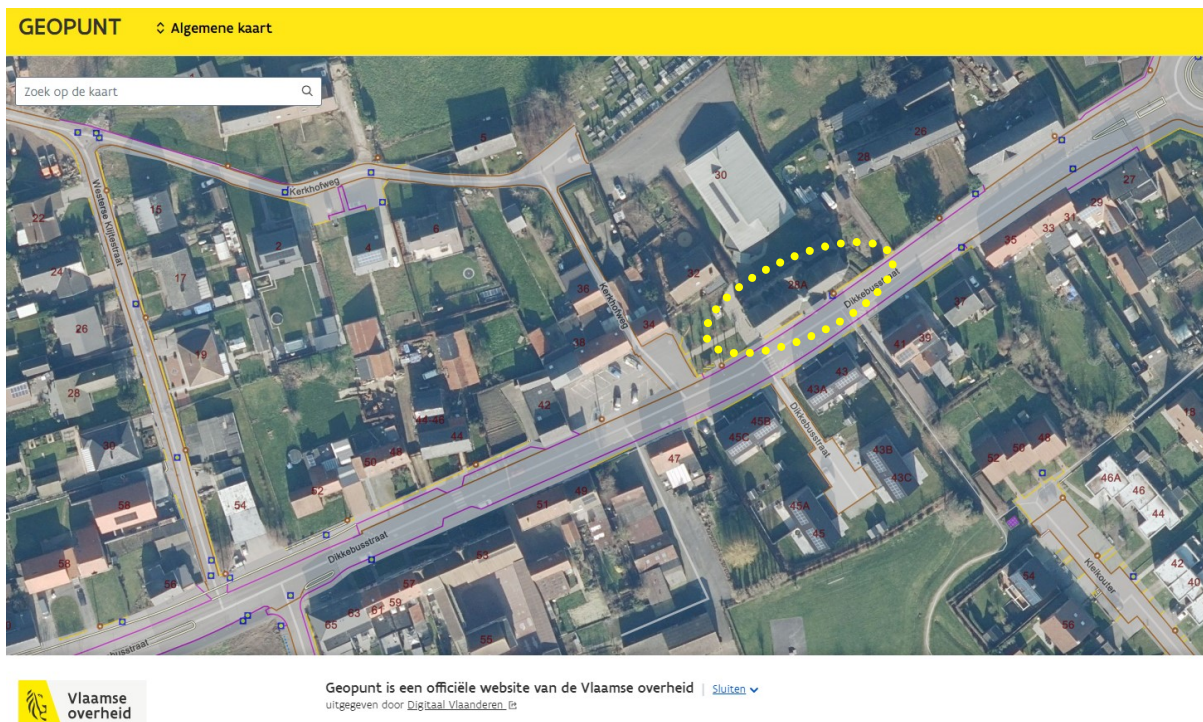 GEOPUNT
Algemene kaart
Zoek op de kaart
5
26
28
30
27
Kerkhofweg
15
22
2
4
6
29
31
33
35
Westerse Kijltestraat
24
17
32
28A
Dikkebusstraat
36
Kerkhofweg
37
26
34
38
39
41
19
43
43A
28
42
44-46
44
45B
45C
Dikkebusstraat
13
30
48
50
47
43B
43C
48
50
52
46A
46
44
52
58
54
49
51
45A
45
Dikkebusstraat
53
58
56
57
59
61
63
65
55
54
Kleikouter
42
40
56
Vlaamse
overheid
Geopunt is een officiële website van de Vlaamse overheid | Sluiten
uitgegeven door Digitaal Vlaanderen